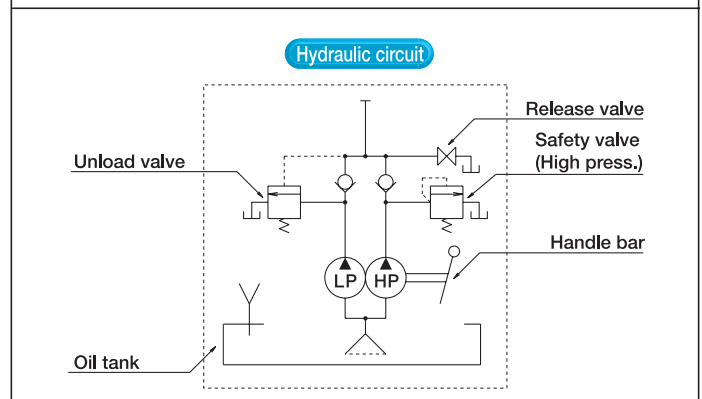 Hydraulic circuit
Release valve
Safety valve
(High press.)
Unload valve
Handle bar
LP HP
Oil tank